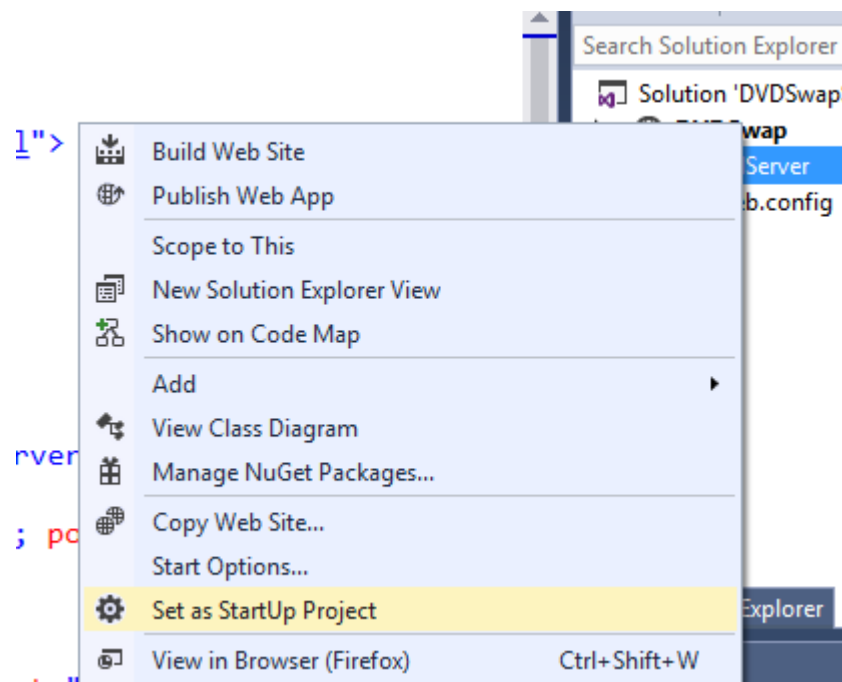 Search Solution Explorer
Solution 'DVDSwap
wap
Server
b.config
l">
Build Web Site
Publish Web App
Scope to This
New Solution Explorer View
Show on Code Map
Add
View Class Diagram
rver
Manage NuGet Packages...
Copy Web Site...
; po
Start Options...
Set as StartUp Project
Explorer
View in Browser (Firefox) Ctrl+Shift+W